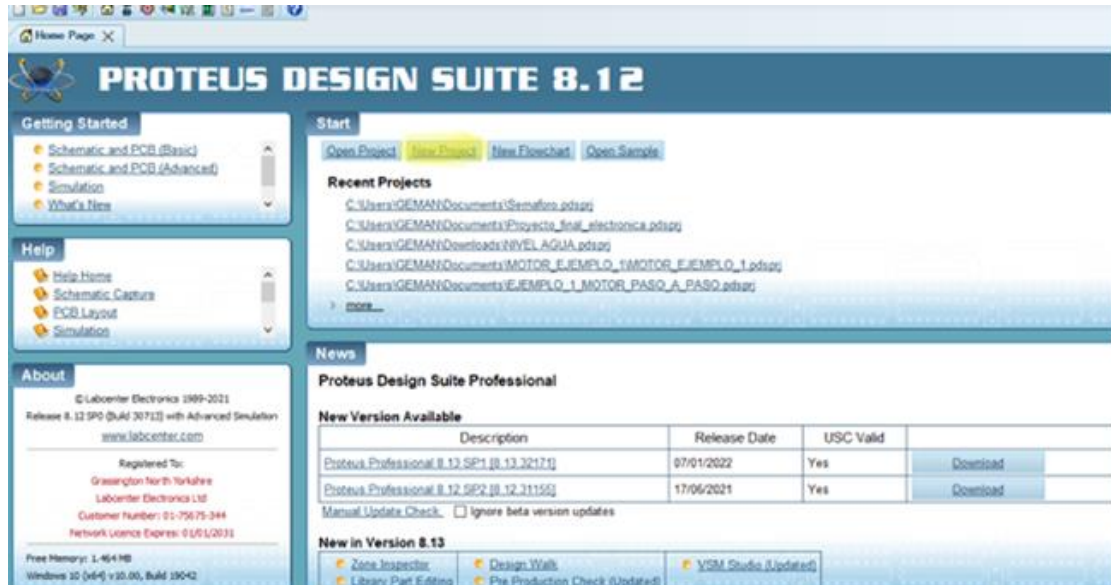 Home Page
PROTEUS DESIGN SUITE 8.12
Getting Started
Schematic and PCB (Basic)
Schematic and PCB (Advanced)
Simulation
What's New
Help
Help Home
Schematic Capture
PCB Layout
Simulation
About
© Labcenter Electronics 1989-2021
Release 8.12 SP0 (Build 30713) with Advanced Simulation
www.labcenter.com
Registered To:
Grassington North Yorkshire
Labcenter Electronics Ltd
Customer Number: 01-75675-344
Network Licence Expires: 01/01/2031
Free Memory: 1.464 MB
Windows 10 (x64) v10.00, Build 19042
Start
Open Project New Project New Flowchart Open Sample
Recent Projects
C:\Users\GEMAN\Documents\Semaforo.pdsprj
C:\Users\GEMAN\Documents\Proyecto_final_electronica.pdsprj
C:\Users\GEMAN\Downloads\NIVEL AGUA.pdsprj
C:\Users\GEMAN\Documents\MOTOR_EJEMPLO_1\MOTOR_EJEMPLO_1.pdsprj
C:\Users\GEMAN\Documents\EJEMPLO_1_MOTOR_PASO_A_PASO.pdsprj
more...
News
Proteus Design Suite Professional
New Version Available
Description Release Date USC Valid
Proteus Professional 8.13 SP1 [8.13.32171] 07/01/2022 Yes Download
Proteus Professional 8.12 SP2 [8.12.31155] 17/06/2021 Yes Download
Manual Update Check. Ignore beta version updates
New in Version 8.13
Zone Inspector Design Walk VSM Studio (Updated)
Library Part Editing Pre Production Check (Updated)